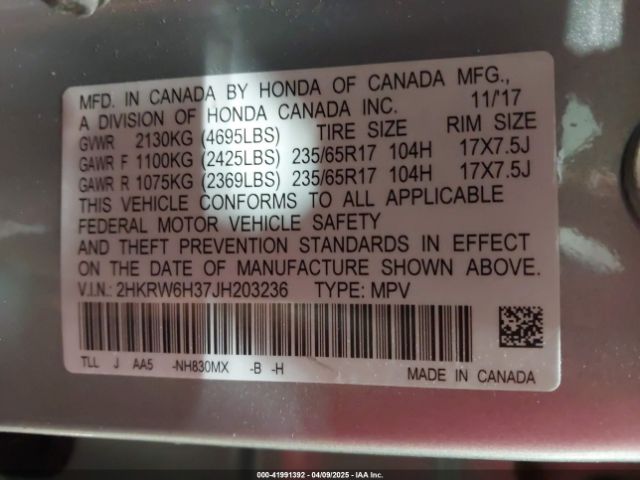 MFD. IN CANADA BY HONDA OF CANADA MFG.,
A DIVISION OF HONDA CANADA INC. 11/'17
GVWR 2130KG (4695LBS) TIRE SIZE RIM SIZE
GAWR F 1100KG (2425LBS) 235/65R17 104H 17X7.5J
GAWR R 1075KG (2369LBS) 235/65R17 104H 17X7.5J
THIS VEHICLE CONFORMS TO ALL APPLICABLE
FEDERAL MOTOR VEHICLE SAFETY
AND THEFT PREVENTION STANDARDS IN EFFECT
ON THE DATE OF MANUFACTURE SHOWN ABOVE.
V.I.N.: 2HKRW6H37JH203236 TYPE: MPV
TLL J AA5 -NH830MX -B -H
MADE IN CANADA
000-41991392 | 04/09/2025 | IAA Inc.